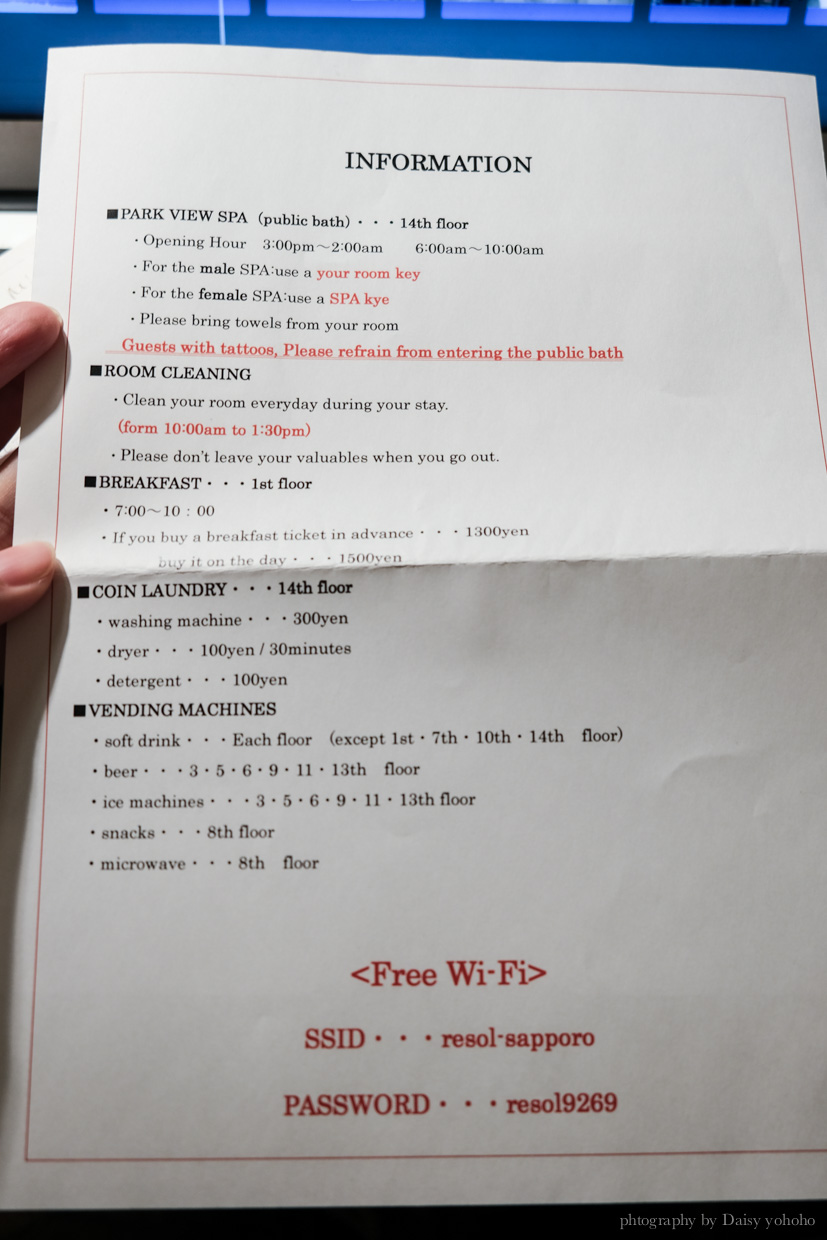 INFORMATION
■PARK VIEW SPA (public bath)・・・14th floor
・Opening Hour 3:00pm～2:00am 6:00am～10:00am
・For the male SPA:use a your room key
・For the female SPA:use a SPA kye
・Please bring towels from your room
Guests with tattoos, Please refrain from entering the public bath
■ROOM CLEANING
・Clean your room everyday during your stay.
(form 10:00am to 1:30pm)
・Please don't leave your valuables when you go out.
■BREAKFAST・・・1st floor
・7:00～10：00
・If you buy a breakfast ticket in advance・・・1300yen
buy it on the day・・・1500yen
■COIN LAUNDRY・・・14th floor
・washing machine・・・300yen
・dryer・・・100yen / 30minutes
・detergent・・・100yen
■VENDING MACHINES
・soft drink・・・Each floor (except 1st・7th・10th・14th floor)
・beer・・・3・5・6・9・11・13th floor
・ice machines・・・3・5・6・9・11・13th floor
・snacks・・・8th floor
・microwave・・・8th floor
<Free Wi-Fi>
SSID・・・resol-sapporo
PASSWORD・・・resol9269
phtography by Daisy yohoho